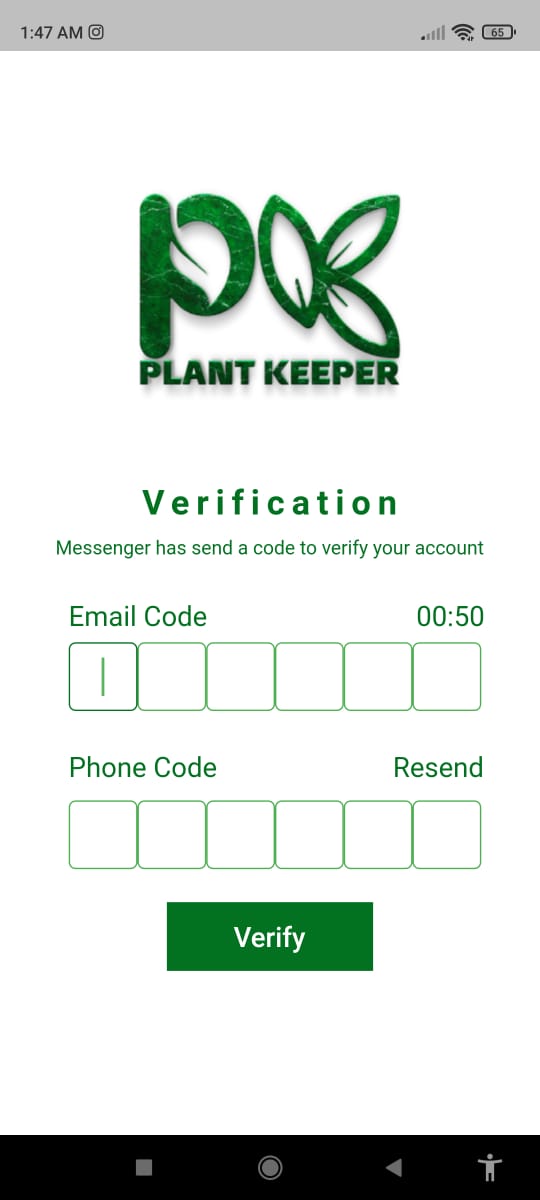 1:47 AM
65
PK
PLANT KEEPER
Verification
Messenger has send a code to verify your account
Email Code 00:50
Phone Code Resend
Verify